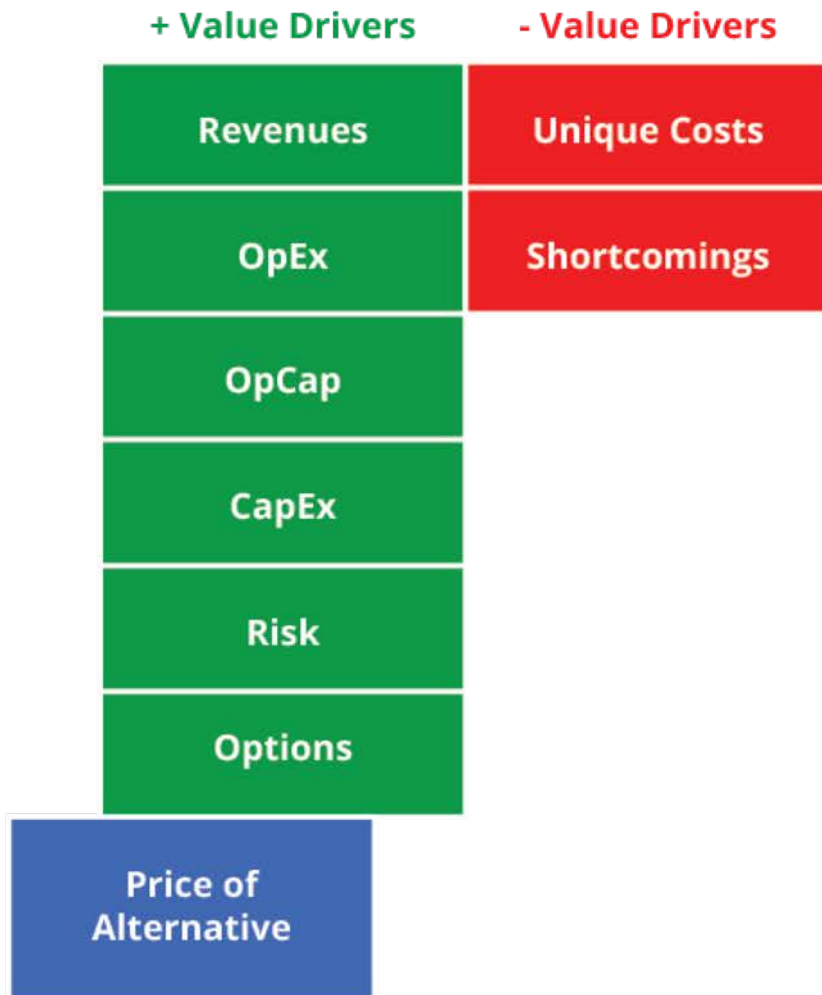 + Value Drivers
- Value Drivers
Revenues
Unique Costs
OpEx
Shortcomings
OpCap
CapEx
Risk
Options
Price of
Alternative